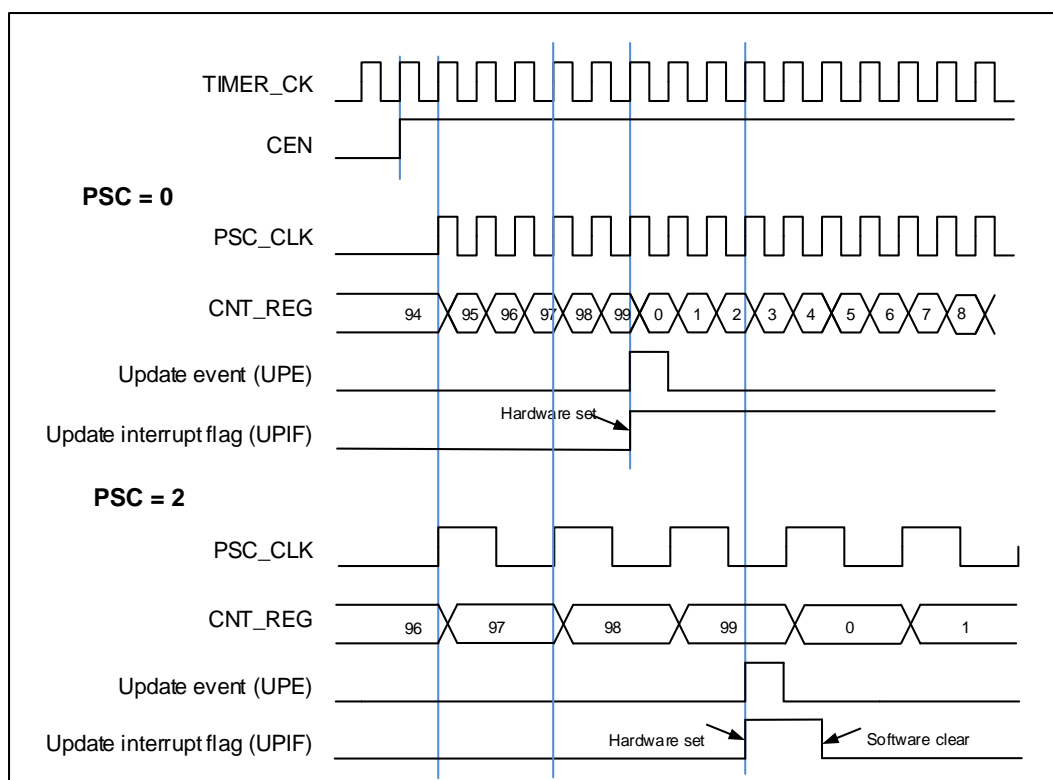 TIMER_CK
CEN
PSC = 0
PSC_CLK
CNT_REG 94 95 96 97 98 99 0 1 2 3 4 5 6 7 8
Update event (UPE)
Hardware set
Update interrupt flag (UPIF)
PSC = 2
PSC_CLK
CNT_REG 96 97 98 99 0 1
Update event (UPE)
Update interrupt flag (UPIF) Hardware set Software clear